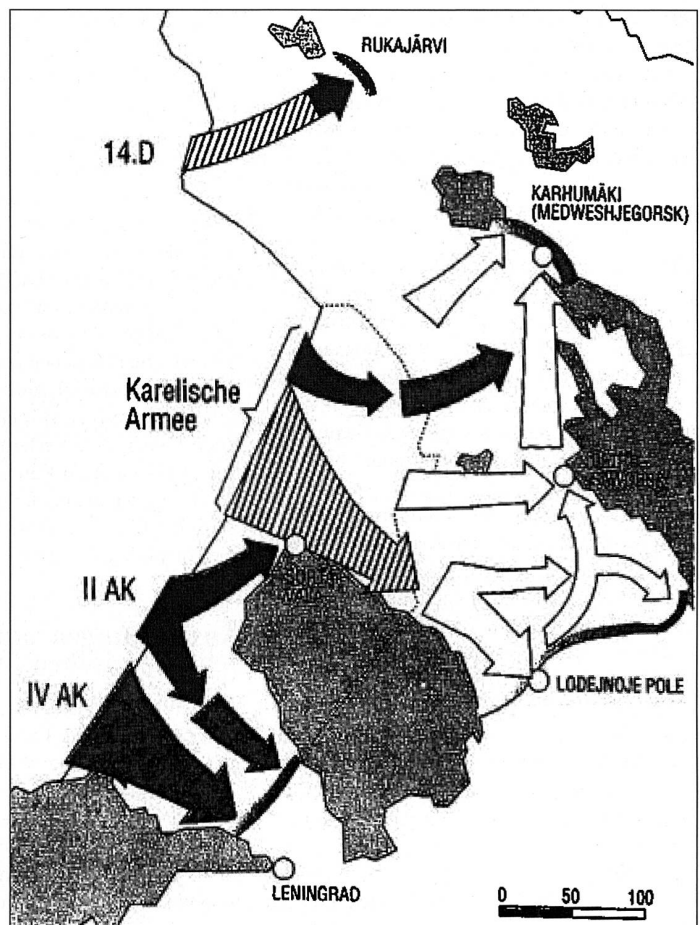 RUKAJÄRVI
14.D
KARHUMÄKI
(MEDWESHJEGORSK)
Karelische
Armee
II AK
IV AK
LODEJNOJE POLE
LENINGRAD
0 50 100